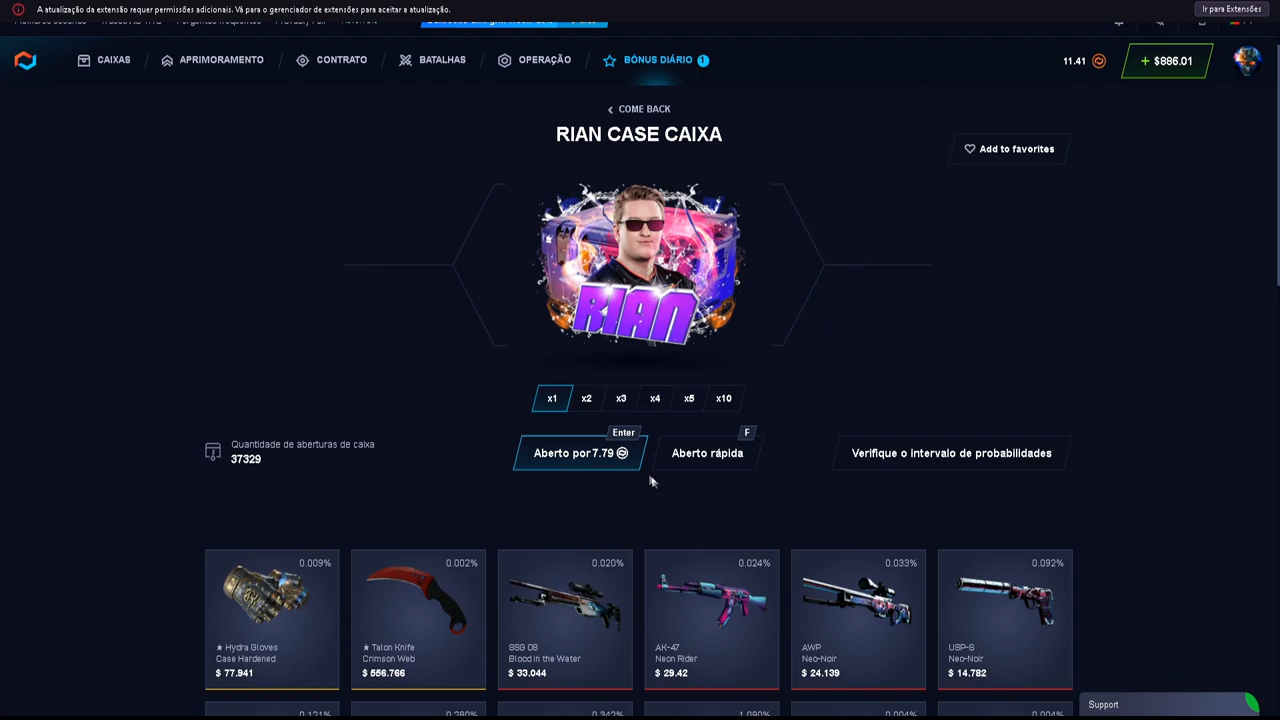 A atualização da extensão requer permissões adicionais. Vá para o gerenciador de extensões para aceitar a atualização.
Ir para Extensões
CAIXAS
APRIMORAMENTO
CONTRATO
BATALHAS
OPERAÇÃO
BÓNUS DIÁRIO 1
11.41
+ $886.01
COME BACK
RIAN CASE CAIXA
Add to favorites
RIAN
x1 x2 x3 x4 x5 x10
Enter
F
Quantidade de aberturas de caixa
37329
Aberto por 7.79
Aberto rápida
Verifique o intervalo de probabilidades
0.009%
★ Hydra Gloves
Case Hardened
$ 77.941
0.002%
★ Talon Knife
Crimson Web
$ 556.766
0.020%
SSG 08
Blood in the Water
$ 33.044
0.024%
AK-47
Neon Rider
$ 29.42
0.033%
AWP
Neo-Noir
$ 24.139
0.092%
USP-S
Neo-Noir
$ 14.782
Support